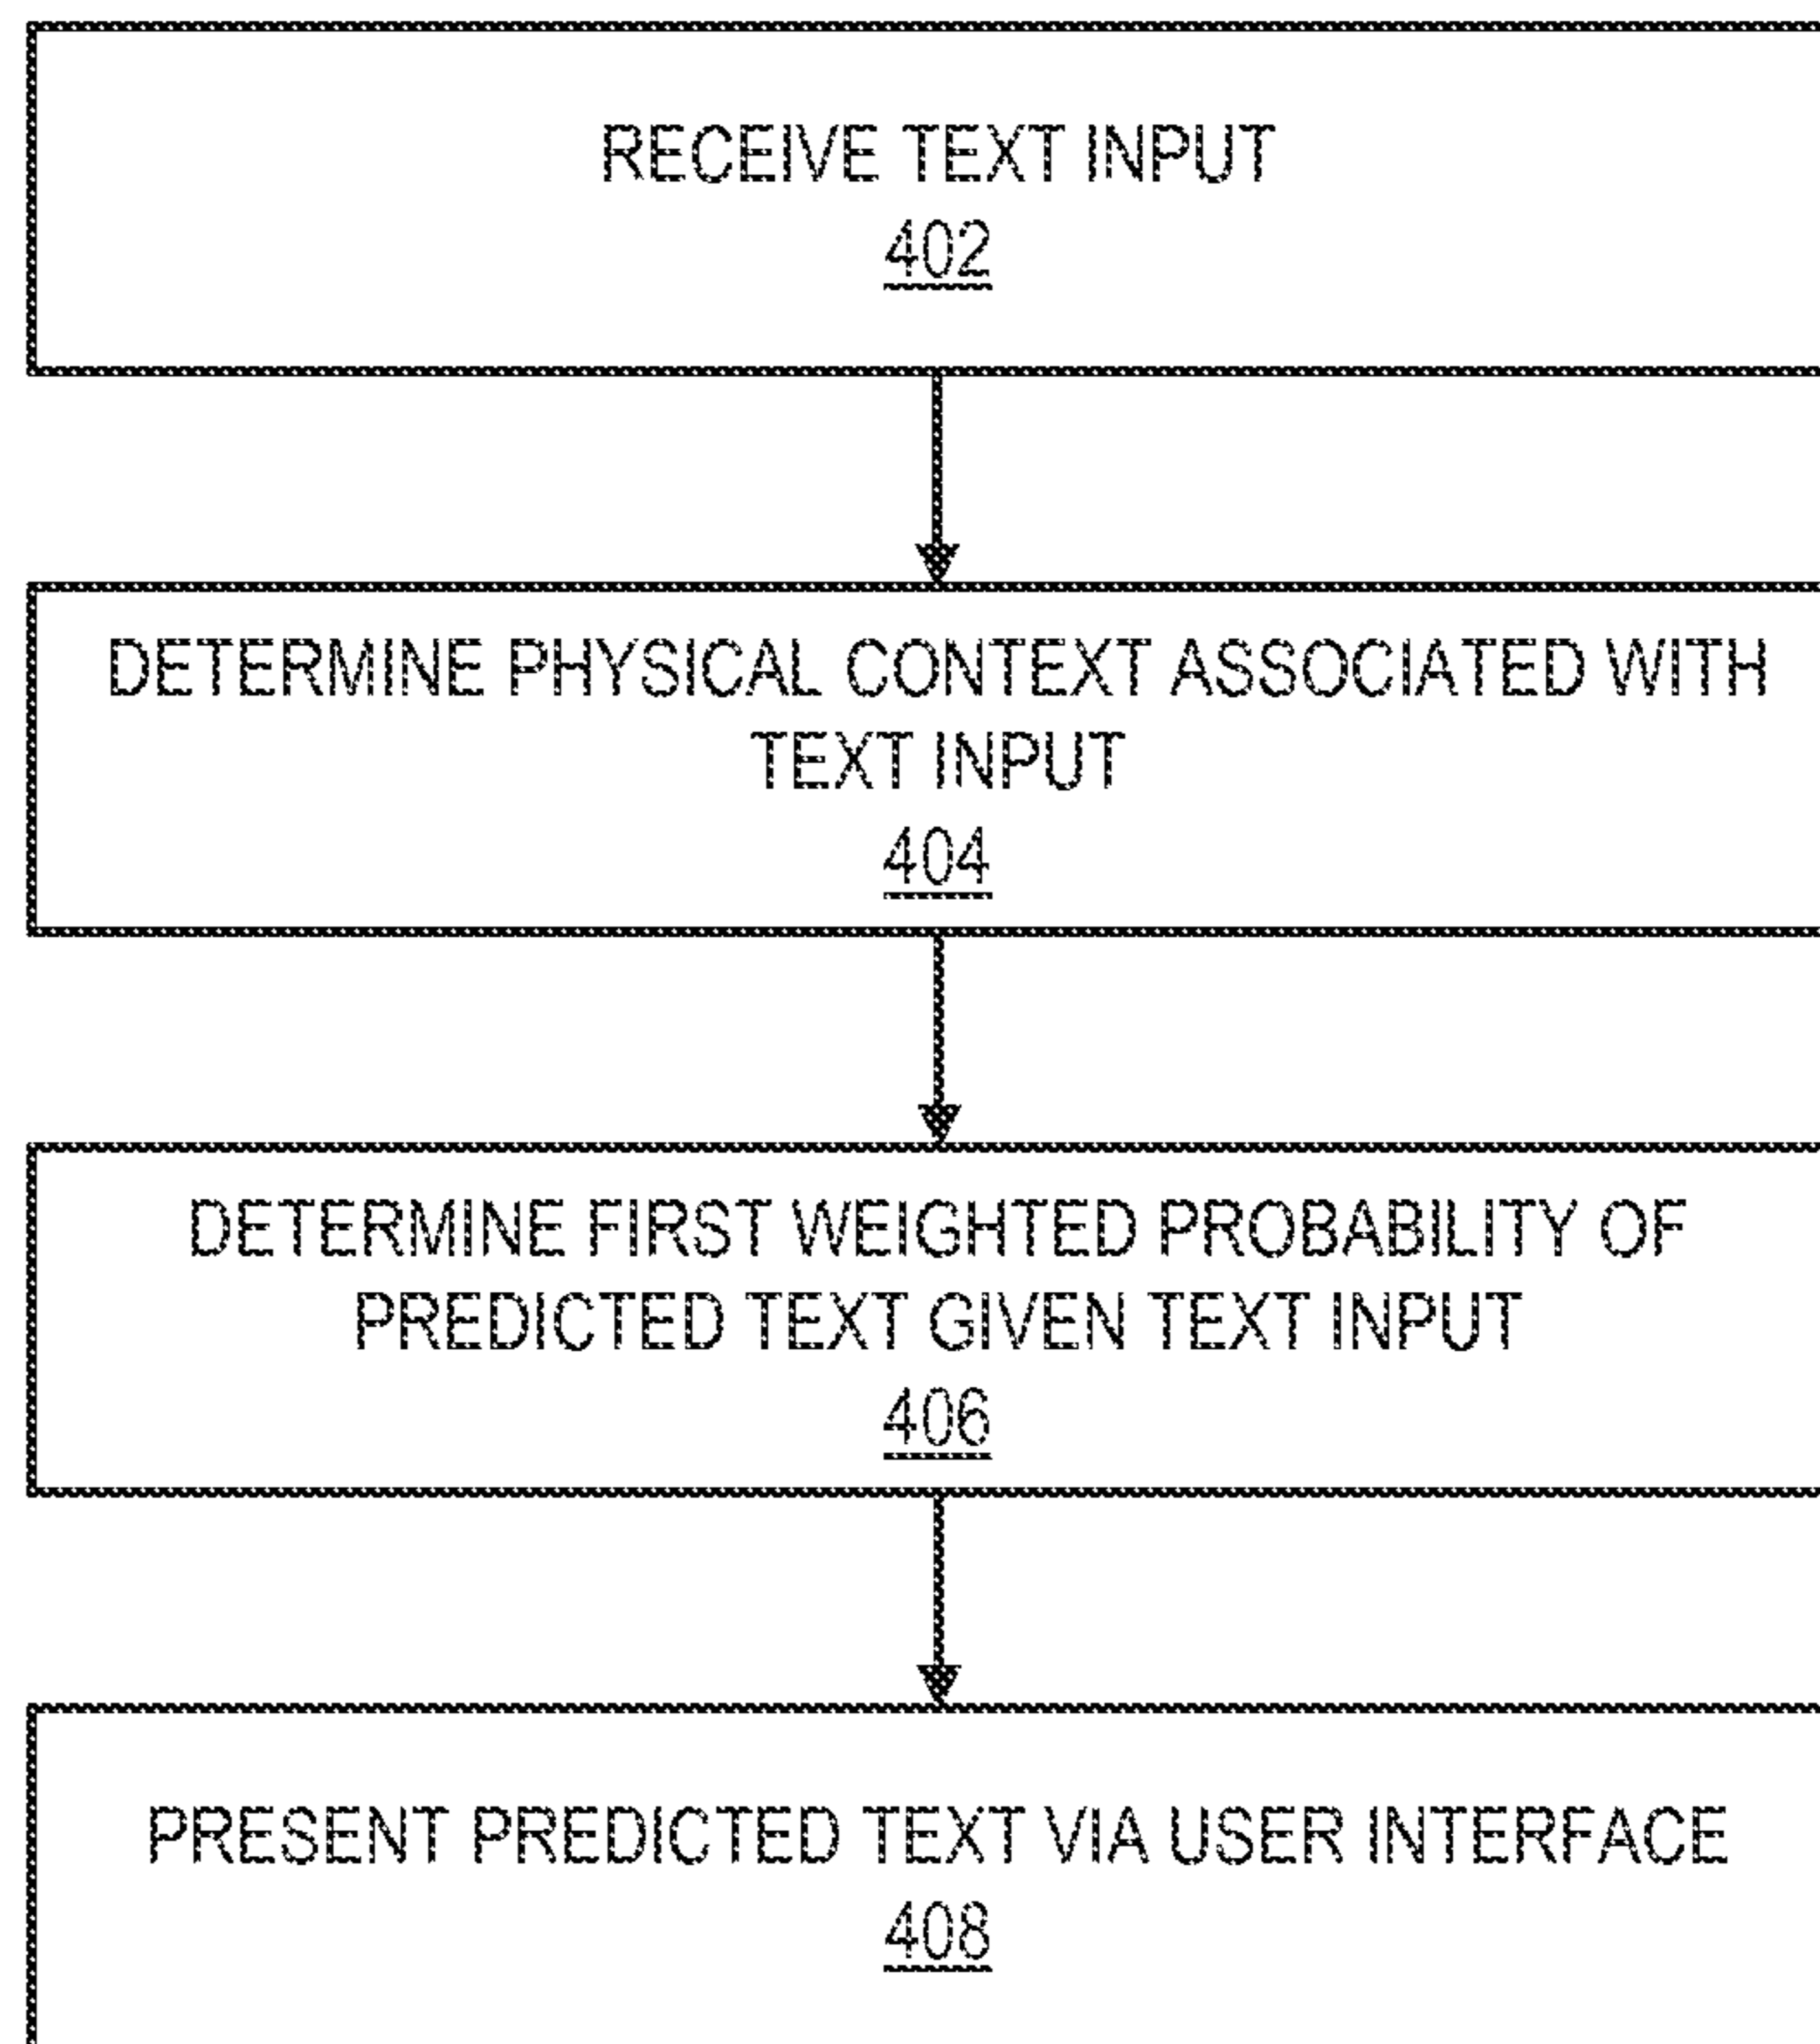 RECEIVE TEXT INPUT
402
DETERMINE PHYSICAL CONTEXT ASSOCIATED WITH
TEXT INPUT
404
DETERMINE FIRST WEIGHTED PROBABILITY OF
PREDICTED TEXT GIVEN TEXT INPUT
406
PRESENT PREDICTED TEXT VIA USER INTERFACE
408